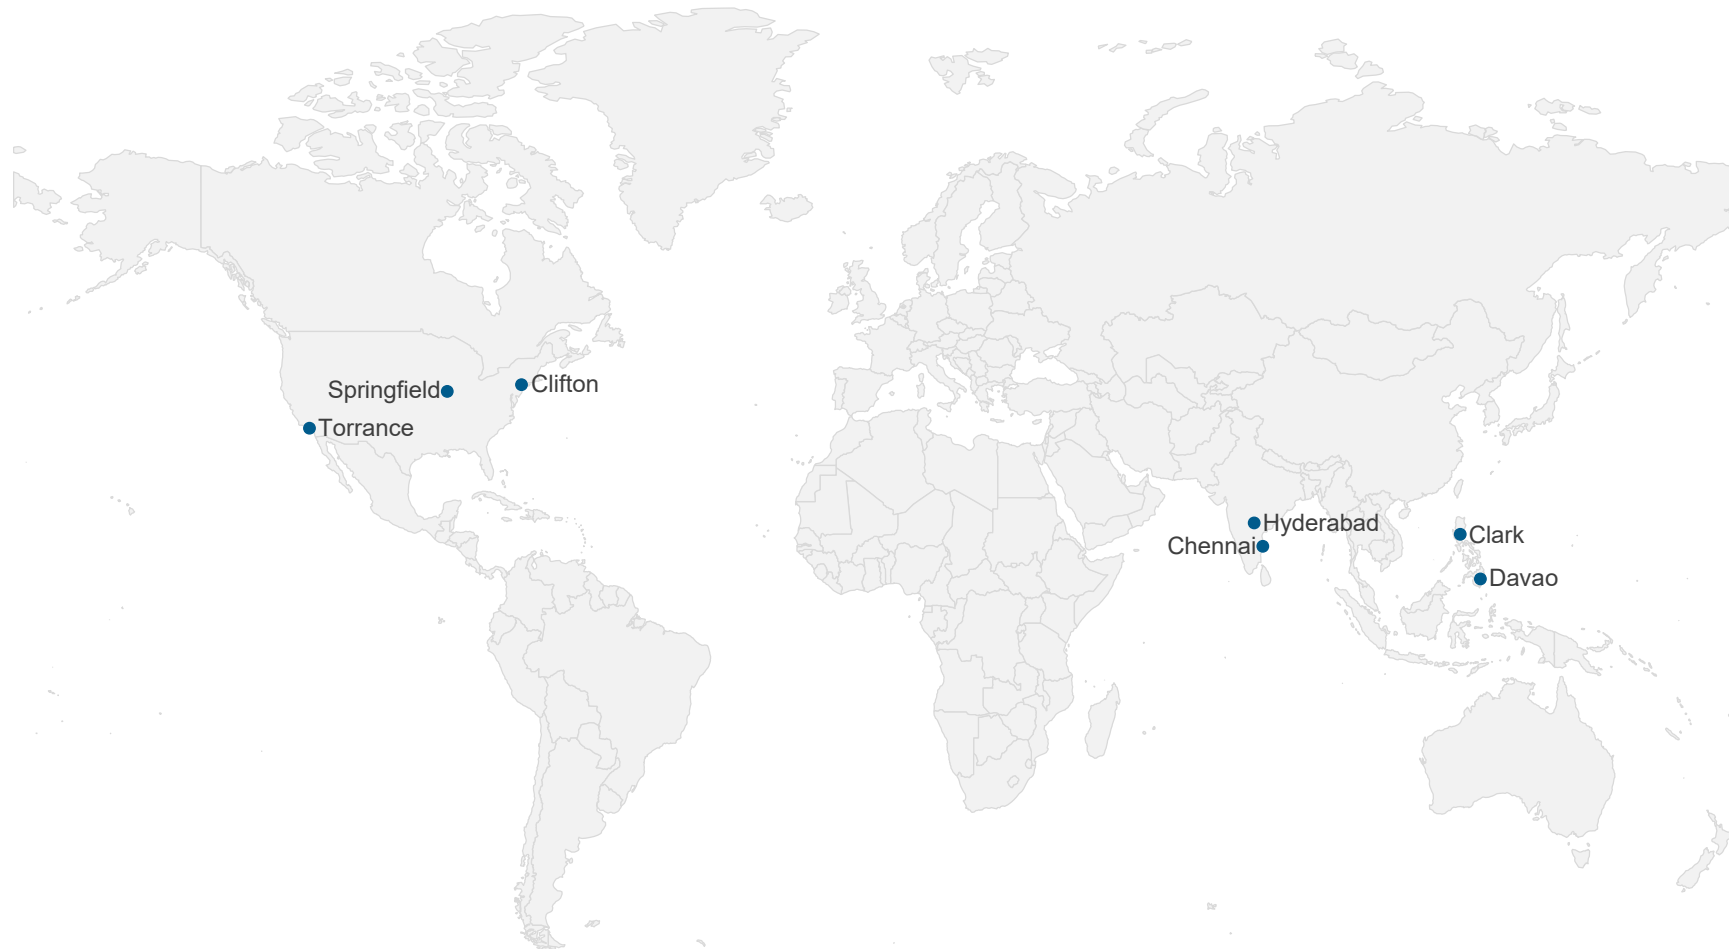 Springfield
Clifton
Torrance
Hyderabad
Chennai
Clark
Davao